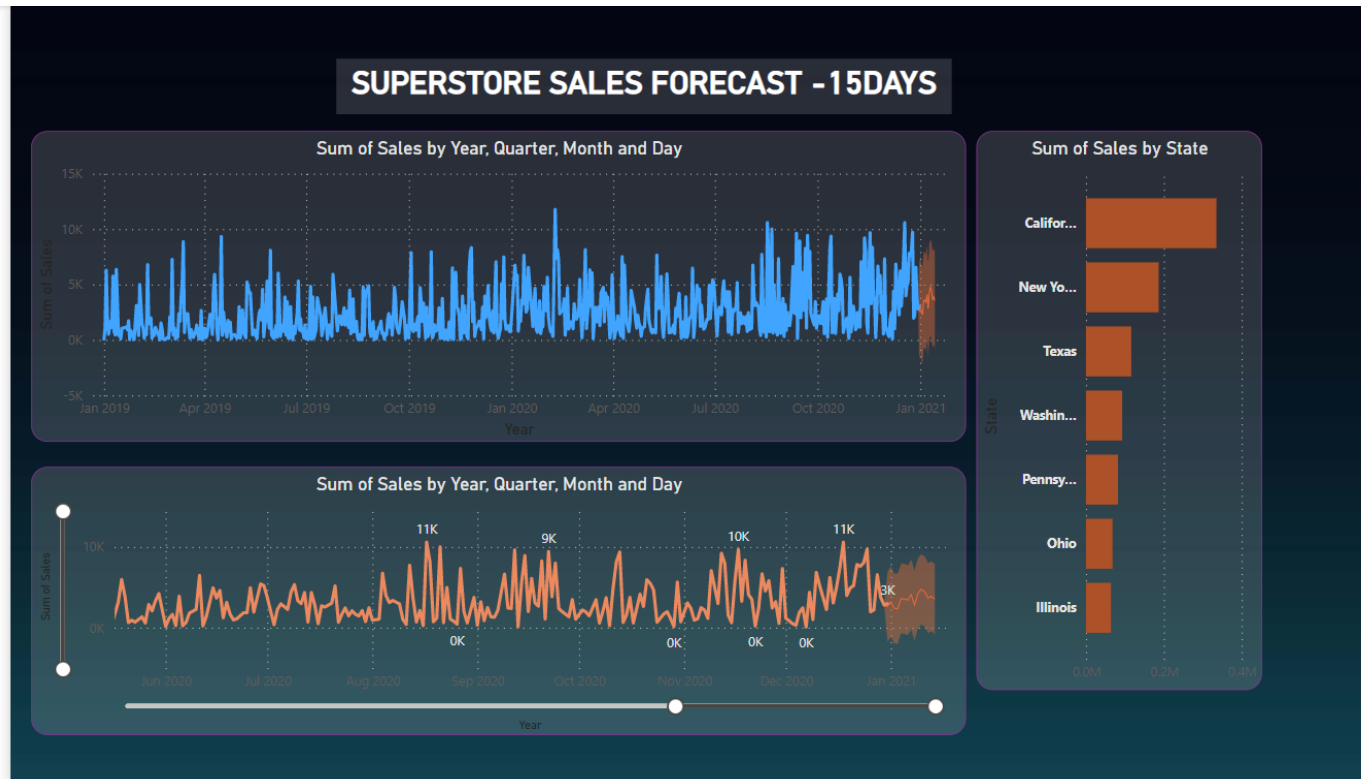 SUPERSTORE SALES FORECAST -15DAYS
Sum of Sales by Year, Quarter, Month and Day
15K
10K
5K
0K
-5K
Sum of Sales
Jan 2019 Apr 2019 Jul 2019 Oct 2019 Jan 2020 Apr 2020 Jul 2020 Oct 2020 Jan 2021
Year
Sum of Sales by Year, Quarter, Month and Day
10K
0K
Sum of Sales
11K 9K 10K 11K
3K
0K 0K 0K 0K
Jun 2020 Jul 2020 Aug 2020 Sep 2020 Oct 2020 Nov 2020 Dec 2020 Jan 2021
Year
Sum of Sales by State
State
Califor...
New Yo...
Texas
Washin...
Pennsy...
Ohio
Illinois
0.0M 0.2M 0.4M